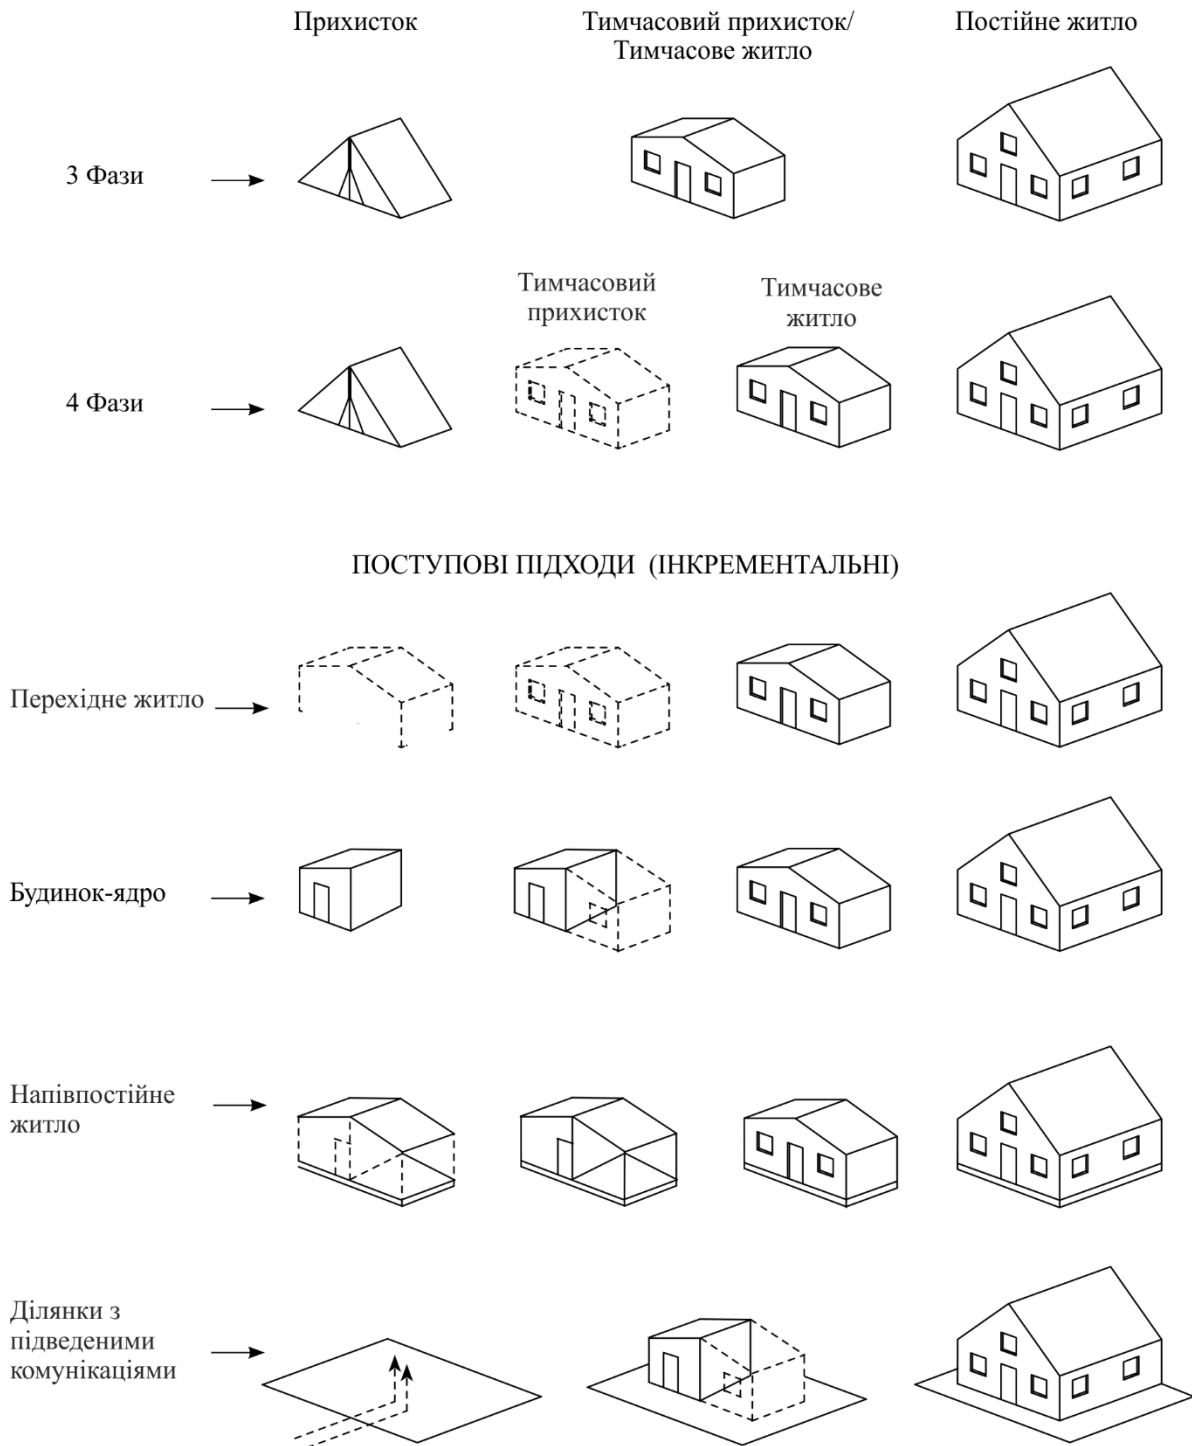 Прихисток
Тимчасовий прихисток/
Тимчасове житло
Постійне житло
3 Фази
Тимчасовий
прихисток
Тимчасове
житло
4 Фази
ПОСТУПОВІ ПІДХОДИ (ІНКРЕМЕНТАЛЬНІ)
Перехідне житло
Будинок-ядро
Напівпостійне
житло
Ділянки з
підведеними
комунікаціями